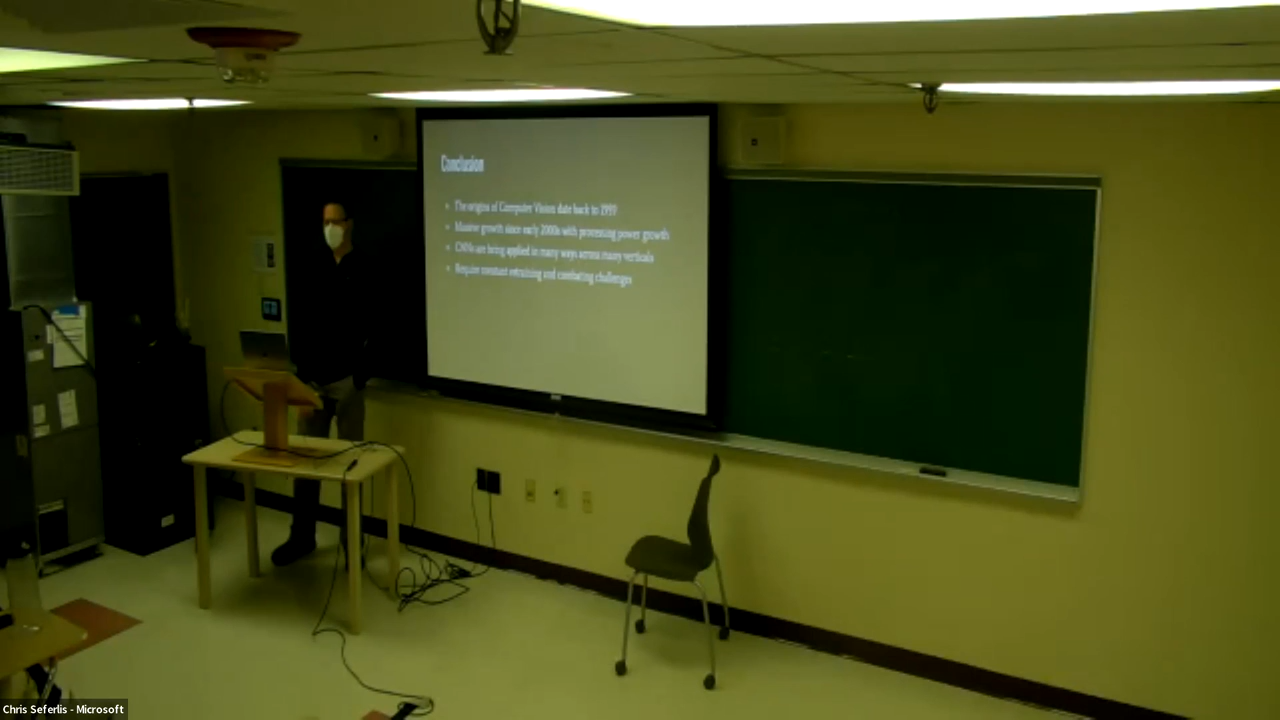 Conclusion
The origins of Computer Vision date back to 1959
Massive growth since early 2000s with processing power growth
CNNs are being applied in many ways across many verticals
Require constant retraining and combating challenges
Chris Seferlis - Microsoft